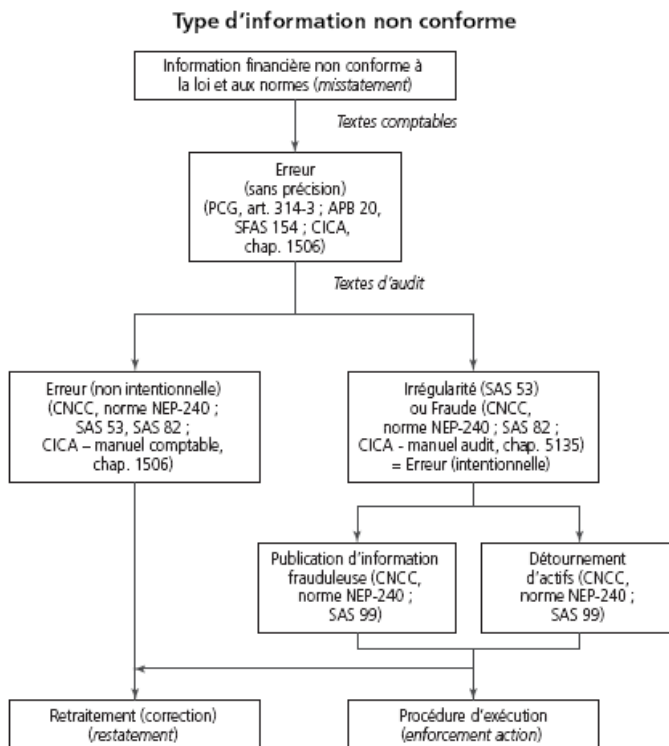 Type d'information non conforme
Information financière non conforme à
la loi et aux normes (misstatement)
Textes comptables
Erreur
(sans précision)
(PCG, art. 314-3 ; APB 20,
SFAS 154 ; CICA,
chap. 1506)
Textes d'audit
Erreur (non intentionnelle)
(CNCC, norme NEP-240 ;
SAS 53, SAS 82 ;
CICA – manuel comptable,
chap. 1506)
Irrégularité (SAS 53)
ou Fraude (CNCC,
norme NEP-240 ; SAS 82 ;
CICA - manuel audit, chap. 5135)
= Erreur (intentionnelle)
Publication d'information
frauduleuse (CNCC,
norme NEP-240 ;
SAS 99)
Détournement
d'actifs (CNCC,
norme NEP-240 ;
SAS 99)
Retraitement (correction)
(restatement)
Procédure d'exécution
(enforcement action)